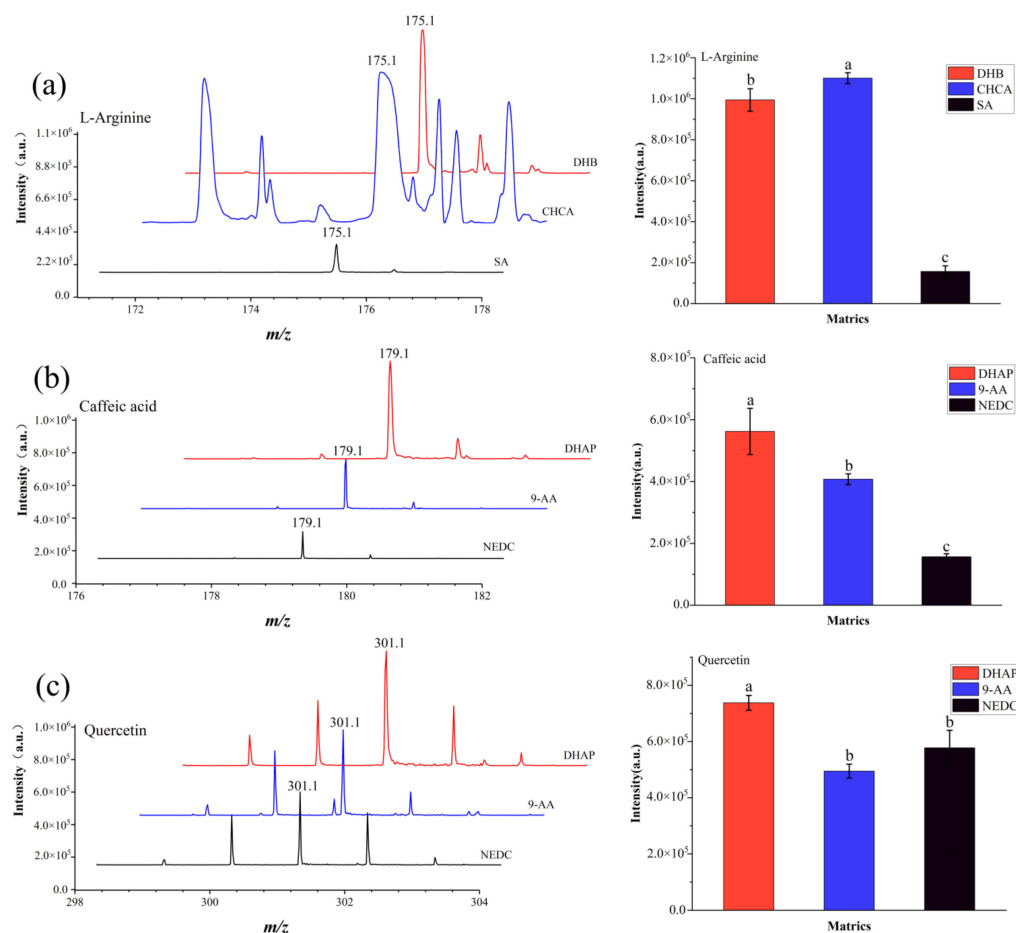 (a)
L-Arginine
Intensity（a.u.）
1.1×10⁶
8.8×10⁵
6.6×10⁵
4.4×10⁵
2.2×10⁵
0.0
175.1
175.1
175.1
DHB
CHCA
SA
172 174 176 178
m/z
L-Arginine
DHB
CHCA
SA
Intensity(a.u.)
1.2×10⁶
1.0×10⁶
8.0×10⁵
6.0×10⁵
4.0×10⁵
2.0×10⁵
0.0
b a c
Matrics
(b)
Caffeic acid
Intensity（a.u.）
1.0×10⁶
8.0×10⁵
6.0×10⁵
4.0×10⁵
2.0×10⁵
0.0
179.1
179.1
179.1
DHAP
9-AA
NEDC
176 178 180 182
m/z
Caffeic acid
DHAP
9-AA
NEDC
Intensity(a.u.)
8.0×10⁵
6.0×10⁵
4.0×10⁵
2.0×10⁵
0.0
a b c
Matrics
(c)
Quercetin
Intensity（a.u.）
1.0×10⁶
8.0×10⁵
6.0×10⁵
4.0×10⁵
2.0×10⁵
0.0
301.1
301.1
301.1
DHAP
9-AA
NEDC
298 300 302 304
m/z
Quercetin
DHAP
9-AA
NEDC
Intensity(a.u.)
8.0×10⁵
6.0×10⁵
4.0×10⁵
2.0×10⁵
0.0
a b b
Matrics